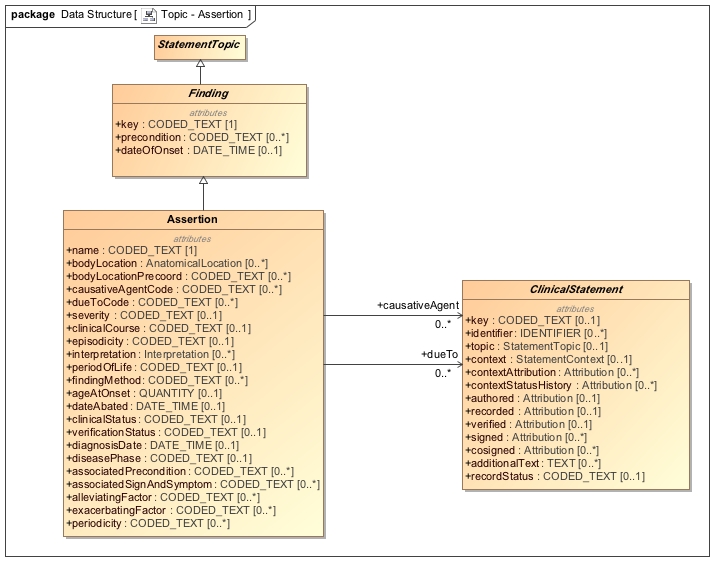 package Data Structure [ Topic - Assertion ]
StatementTopic
Finding
attributes
+key : CODED_TEXT [1]
+precondition : CODED_TEXT [0..*]
+dateOfOnset : DATE_TIME [0..1]
Assertion
attributes
+name : CODED_TEXT [1]
+bodyLocation : AnatomicalLocation [0..*]
+bodyLocationPrecoord : CODED_TEXT [0..*]
+causativeAgentCode : CODED_TEXT [0..*]
+dueToCode : CODED_TEXT [0..*]
+severity : CODED_TEXT [0..1]
+clinicalCourse : CODED_TEXT [0..1]
+episodicity : CODED_TEXT [0..1]
+interpretation : Interpretation [0..*]
+periodOfLife : CODED_TEXT [0..1]
+findingMethod : CODED_TEXT [0..*]
+ageAtOnset : QUANTITY [0..1]
+dateAbated : DATE_TIME [0..1]
+clinicalStatus : CODED_TEXT [0..1]
+verificationStatus : CODED_TEXT [0..1]
+diagnosisDate : DATE_TIME [0..1]
+diseasePhase : CODED_TEXT [0..1]
+associatedPrecondition : CODED_TEXT [0..*]
+associatedSignAndSymptom : CODED_TEXT [0..*]
+alleviatingFactor : CODED_TEXT [0..*]
+exacerbatingFactor : CODED_TEXT [0..*]
+periodicity : CODED_TEXT [0..*]
+causativeAgent
0..*
+dueTo
0..*
ClinicalStatement
attributes
+key : CODED_TEXT [0..1]
+identifier : IDENTIFIER [0..*]
+topic : StatementTopic [0..1]
+context : StatementContext [0..1]
+contextAttribution : Attribution [0..*]
+contextStatusHistory : Attribution [0..*]
+authored : Attribution [0..1]
+recorded : Attribution [0..1]
+verified : Attribution [0..1]
+signed : Attribution [0..*]
+cosigned : Attribution [0..*]
+additionalText : TEXT [0..*]
+recordStatus : CODED_TEXT [0..1]